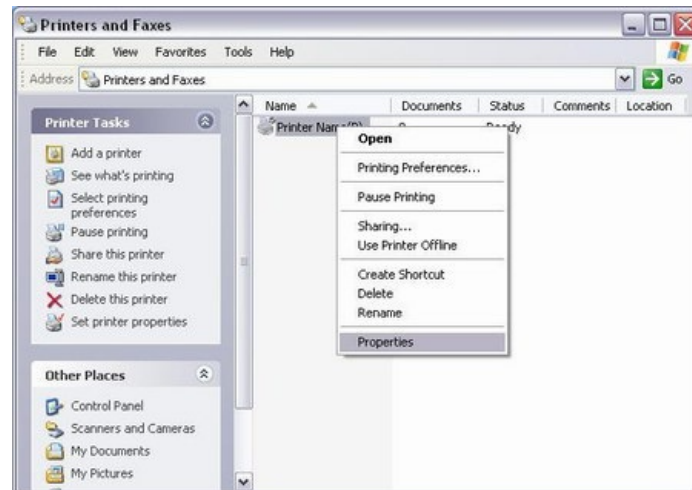 Printers and Faxes
File Edit View Favorites Tools Help
Address Printers and Faxes Go
Name Documents Status Comments Location
Printer Tasks
Add a printer
See what's printing
Select printing
preferences
Pause printing
Share this printer
Rename this printer
Delete this printer
Set printer properties
Other Places
Control Panel
Scanners and Cameras
My Documents
My Pictures
Printer
Open
Printing Preferences...
Pause Printing
Sharing...
Use Printer Offline
Create Shortcut
Delete
Rename
Properties